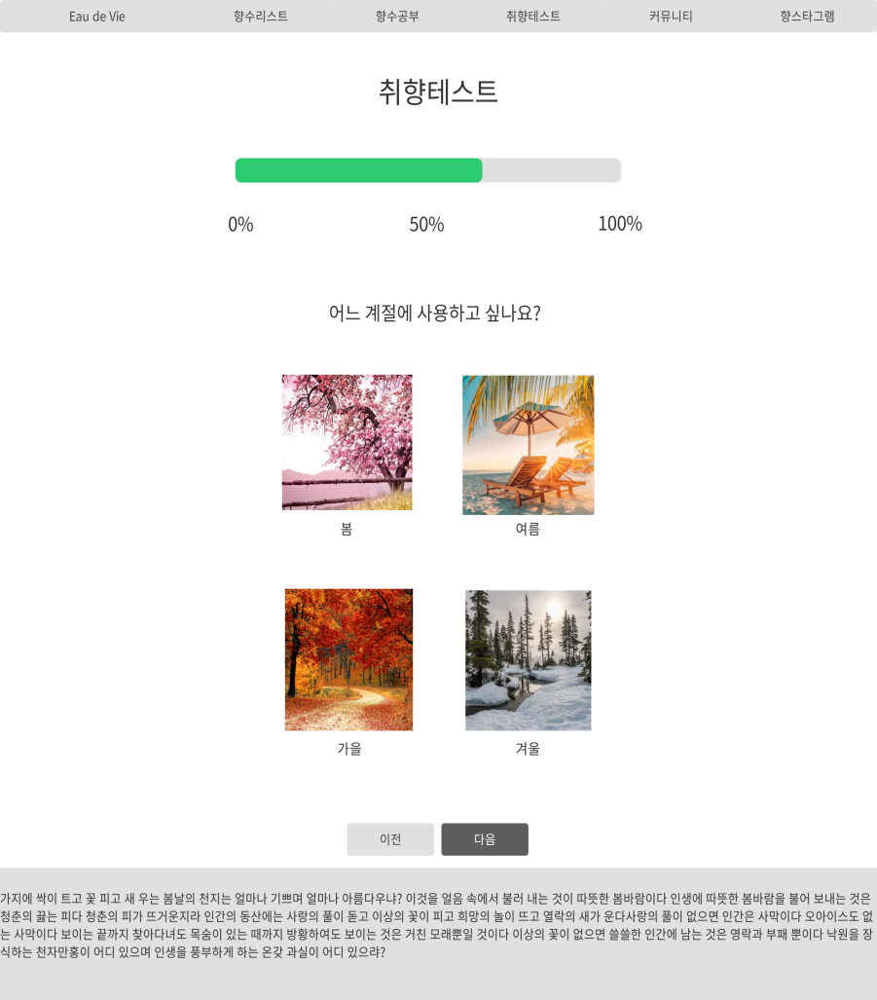 Eau de Vie 향수리스트 향수공부 취향테스트 커뮤니티 향스타그램
취향테스트
0% 50% 100%
어느 계절에 사용하고 싶나요?
봄 여름
가을 겨울
이전 다음
가지에 싹이 트고 꽃 피고 새 우는 봄날의 천지는 얼마나 기쁘며 얼마나 아름다우냐? 이것을 얼음 속에서 불러 내는 것이 따뜻한 봄바람이다 인생에 따뜻한 봄바람을 불어 보내는 것은
청춘의 끓는 피다 청춘의 피가 뜨거운지라 인간의 동산에는 사랑의 풀이 돋고 이상의 꽃이 피고 희망의 놀이 뜨고 열락의 새가 운다사랑의 풀이 없으면 인간은 사막이다 오아이스도 없
는 사막이다 보이는 끝까지 찾아다녀도 목숨이 있는 때까지 방황하여도 보이는 것은 거친 모래뿐일 것이다 이상의 꽃이 없으면 쓸쓸한 인간에 남는 것은 영락과 부패 뿐이다 낙원을 장
식하는 천자만홍이 어디 있으며 인생을 풍부하게 하는 온갖 과실이 어디 있으랴?